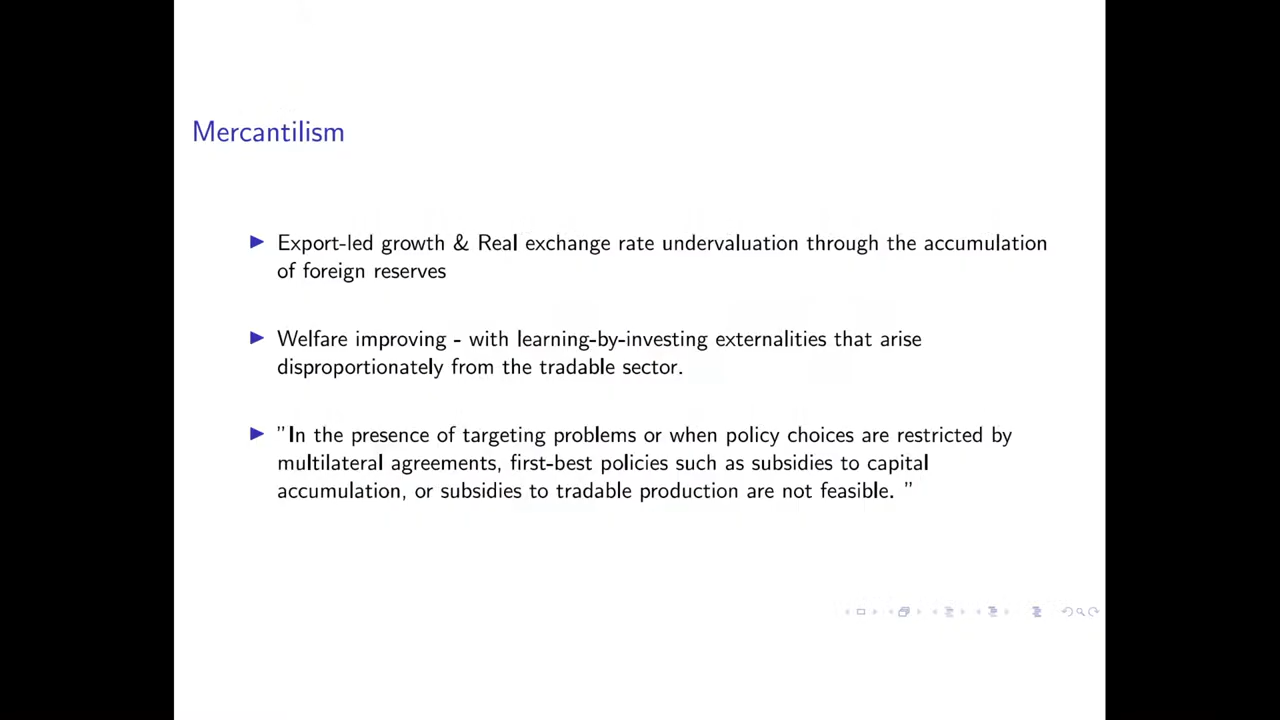 Mercantilism
Export-led growth & Real exchange rate undervaluation through the accumulation
of foreign reserves
Welfare improving - with learning-by-investing externalities that arise
disproportionately from the tradable sector.
”In the presence of targeting problems or when policy choices are restricted by
multilateral agreements, first-best policies such as subsidies to capital
accumulation, or subsidies to tradable production are not feasible. ”